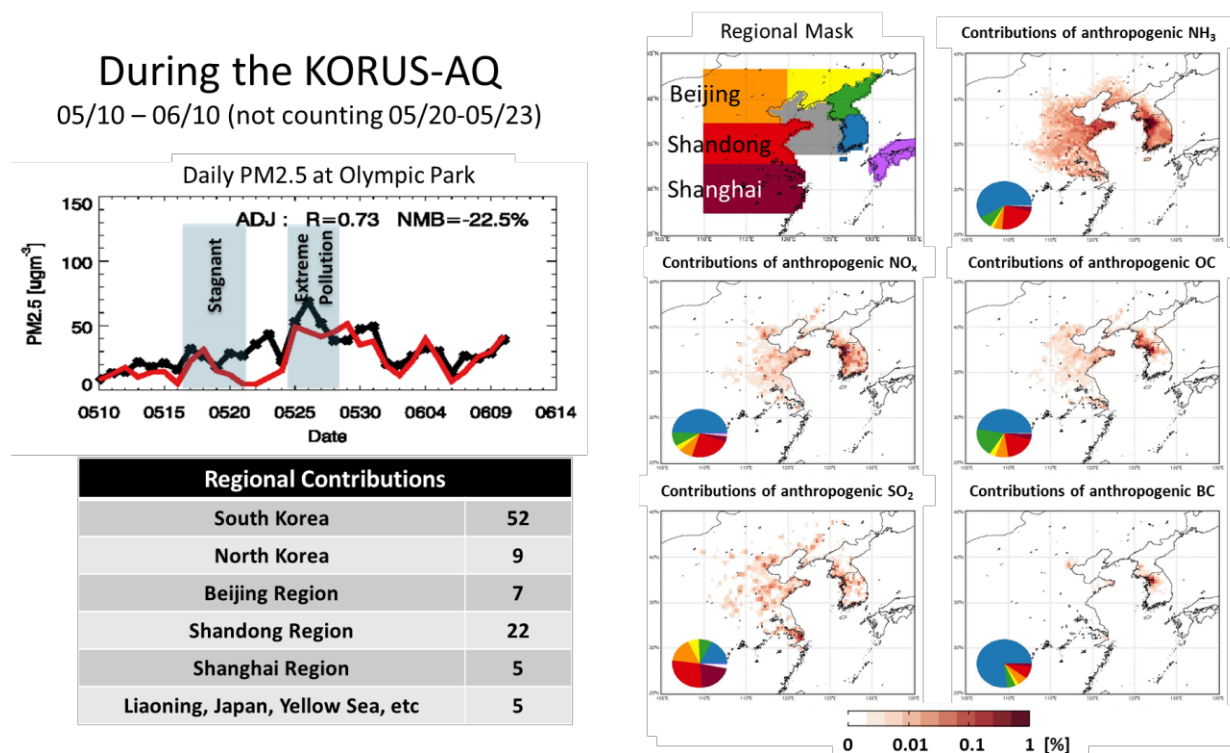 During the KORUS-AQ
05/10 – 06/10 (not counting 05/20-05/23)
Daily PM2.5 at Olympic Park
ADJ : R=0.73 NMB=-22.5%
Stagnant
Extreme
Pollution
PM2.5 [ugm-3]
150
100
50
0
0510 0515 0520 0525 0530 0604 0609 0614
Date
Regional Contributions
South Korea 52
North Korea 9
Beijing Region 7
Shandong Region 22
Shanghai Region 5
Liaoning, Japan, Yellow Sea, etc 5
Regional Mask
Beijing
Shandong
Shanghai
Contributions of anthropogenic NH3
Contributions of anthropogenic NOx
Contributions of anthropogenic OC
Contributions of anthropogenic SO2
Contributions of anthropogenic BC
0 0.01 0.1 1 [%]